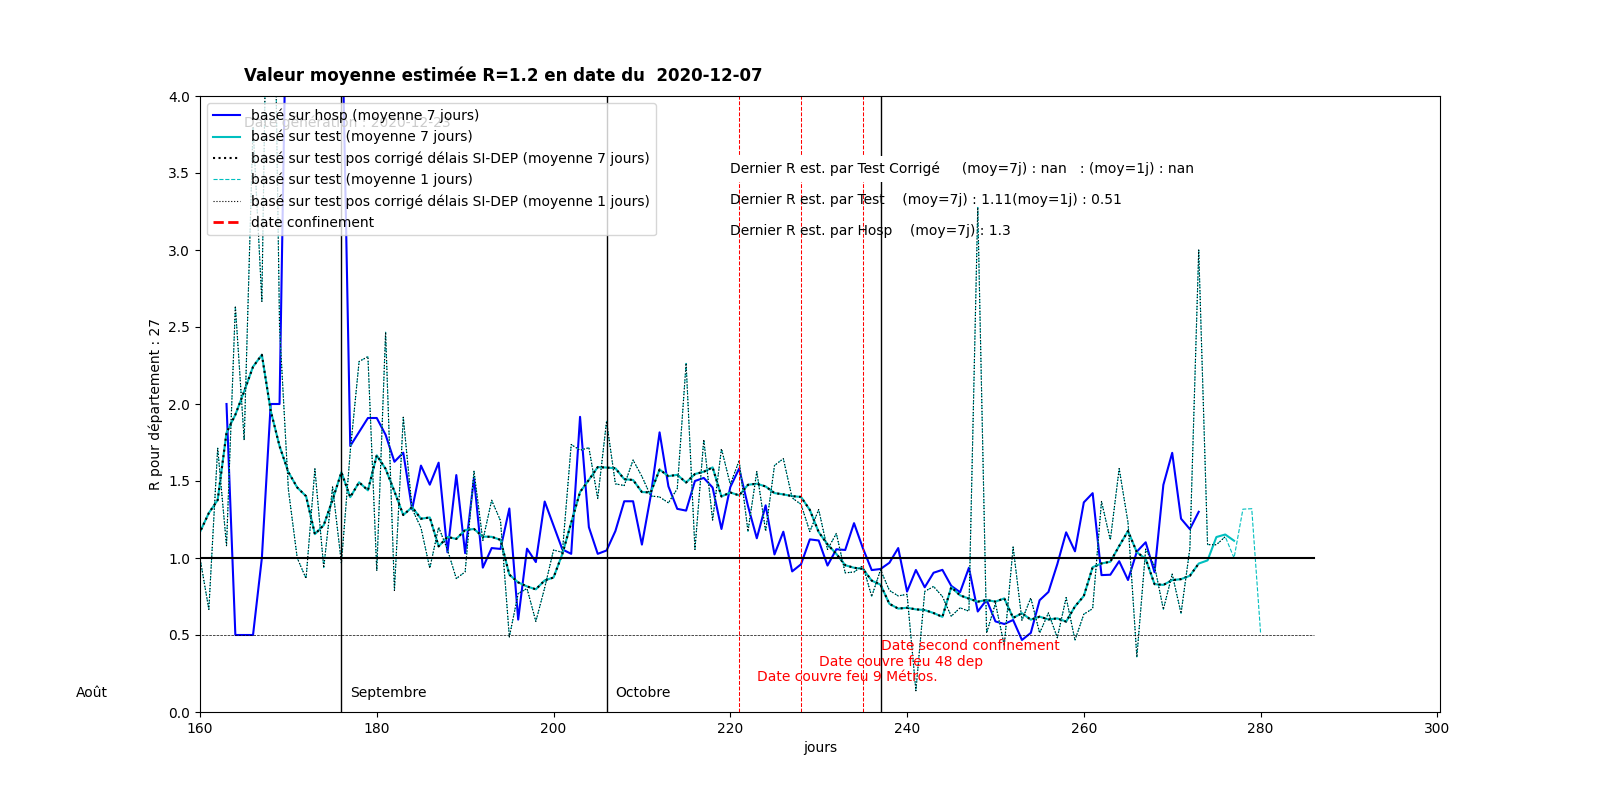 Valeur moyenne estimée R=1.2 en date du  2020-12-07
Date génération : 2020-12-23
basé sur hosp (moyenne 7 jours)
basé sur test (moyenne 7 jours)
basé sur test pos corrigé délais SI-DEP (moyenne 7 jours)
basé sur test (moyenne 1 jours)
basé sur test pos corrigé délais SI-DEP (moyenne 1 jours)
date confinement
Dernier R est. par Test Corrigé     (moy=7j) : nan   : (moy=1j) : nan
Dernier R est. par Test    (moy=7j) : 1.11(moy=1j) : 0.51
Dernier R est. par Hosp    (moy=7j) : 1.3
R pour département : 27
4.0
3.5
3.0
2.5
2.0
1.5
1.0
0.5
0.0
Date second confinement
Date couvre feu 48 dep
Date couvre feu 9 Métros.
Août
Septembre
Octobre
160 180 200 220 240 260 280 300
jours